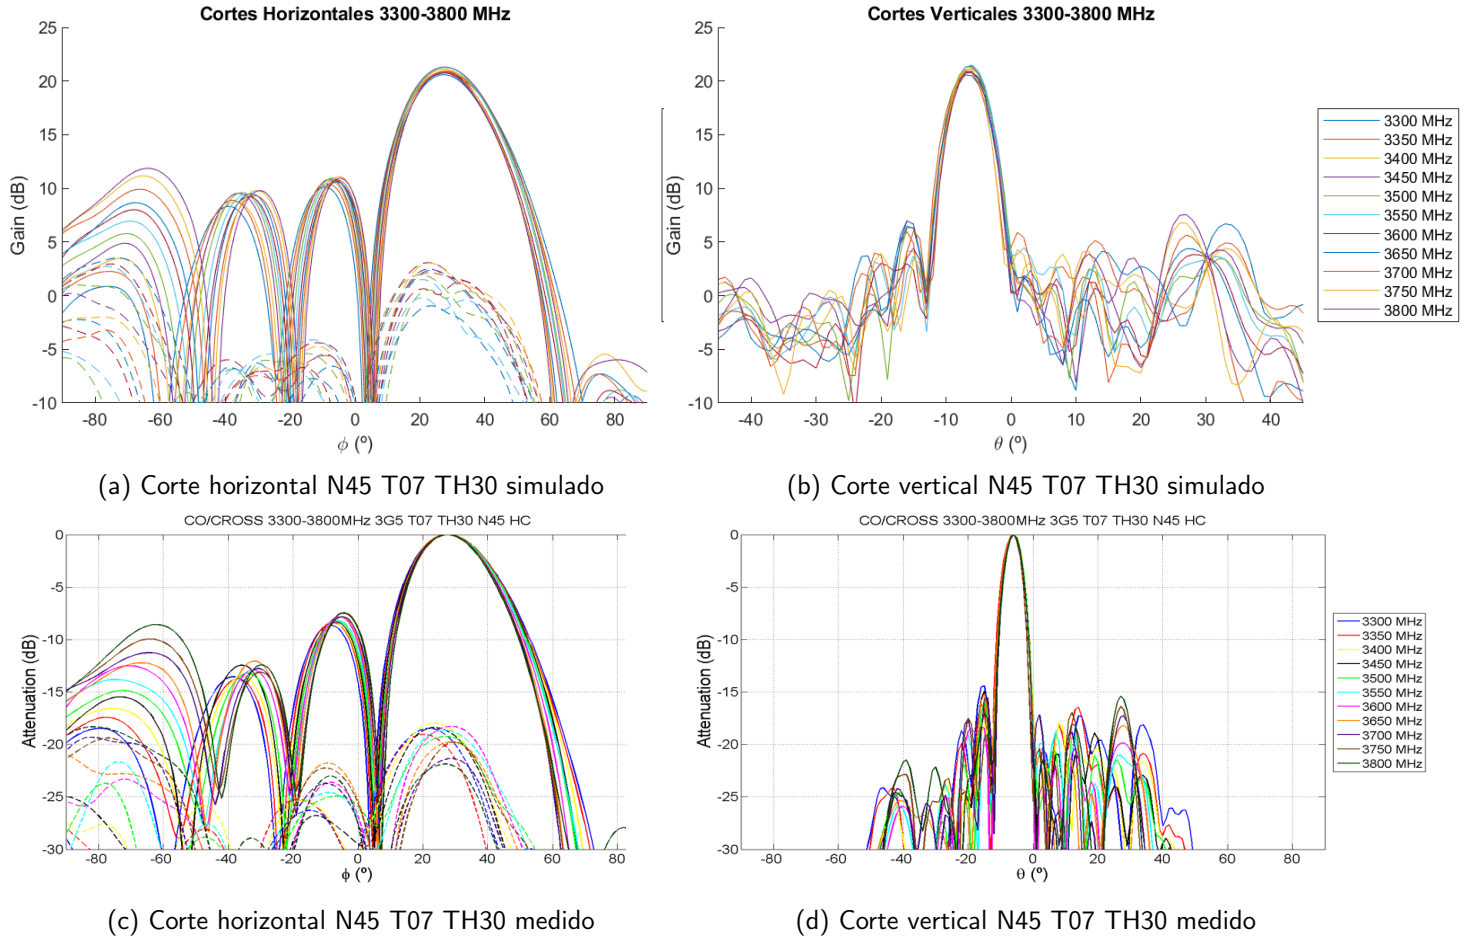 Cortes Horizontales 3300-3800 MHz
25
20
15
10
5
0
-5
-10
Gain (dB)
-80 -60 -40 -20 0 20 40 60 80
ϕ (º)
(a) Corte horizontal N45 T07 TH30 simulado
Cortes Verticales 3300-3800 MHz
25
20
15
10
5
0
-5
-10
Gain (dB)
-40 -30 -20 -10 0 10 20 30 40
θ (º)
3300 MHz
3350 MHz
3400 MHz
3450 MHz
3500 MHz
3550 MHz
3600 MHz
3650 MHz
3700 MHz
3750 MHz
3800 MHz
(b) Corte vertical N45 T07 TH30 simulado
CO/CROSS 3300-3800MHz 3G5 T07 TH30 N45 HC
0
-5
-10
-15
-20
-25
-30
Attenuation (dB)
-80 -60 -40 -20 0 20 40 60 80
ϕ (º)
(c) Corte horizontal N45 T07 TH30 medido
CO/CROSS 3300-3800MHz 3G5 T07 TH30 N45 HC
0
-5
-10
-15
-20
-25
-30
Attenuation (dB)
-80 -60 -40 -20 0 20 40 60 80
θ (º)
3300 MHz
3350 MHz
3400 MHz
3450 MHz
3500 MHz
3550 MHz
3600 MHz
3650 MHz
3700 MHz
3750 MHz
3800 MHz
(d) Corte vertical N45 T07 TH30 medido